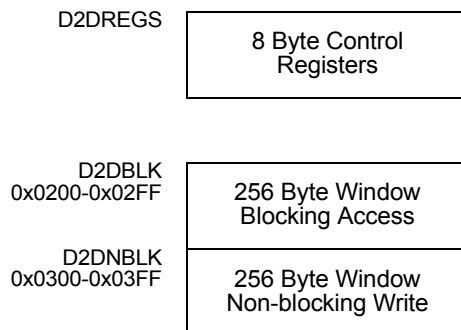 D2DREGS
8 Byte Control
Registers
D2DBLK
0x0200-0x02FF
256 Byte Window
Blocking Access
D2DNBLK
0x0300-0x03FF
256 Byte Window
Non-blocking Write